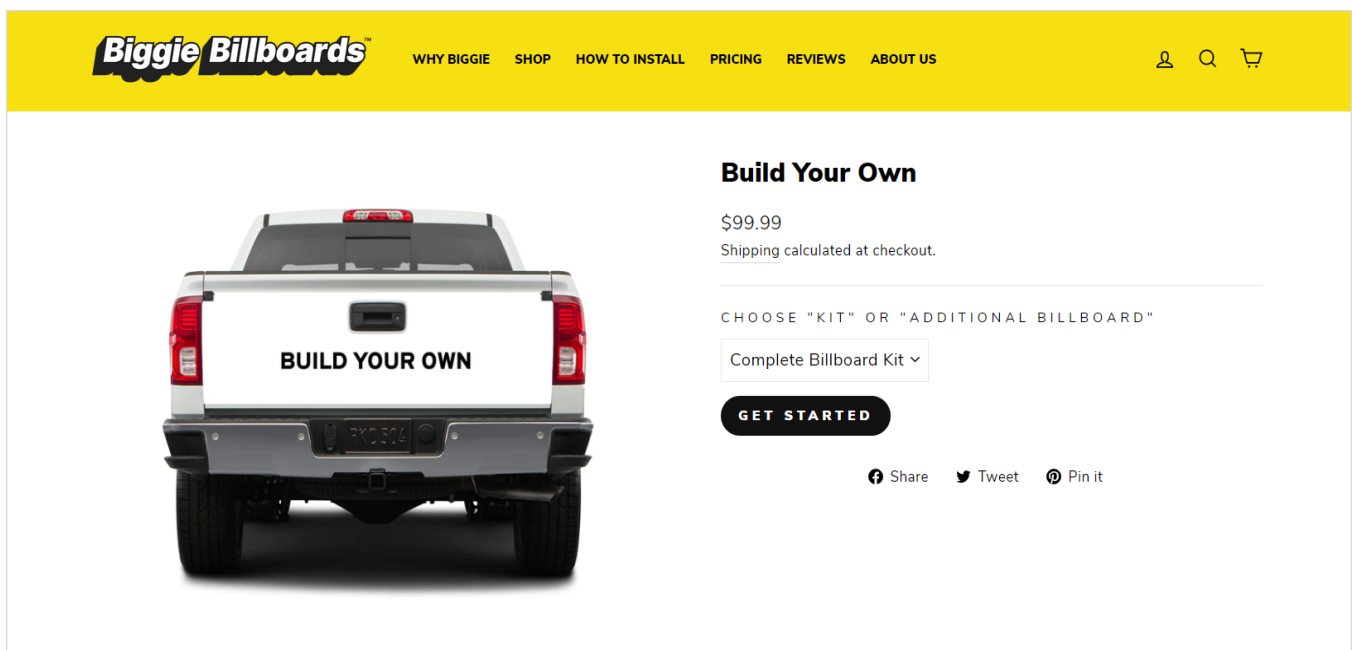 Biggie Billboards™
WHY BIGGIE SHOP HOW TO INSTALL PRICING REVIEWS ABOUT US
Build Your Own
$99.99
Shipping calculated at checkout.
CHOOSE "KIT" OR "ADDITIONAL BILLBOARD"
Complete Billboard Kit
GET STARTED
Share Tweet Pin it
BUILD YOUR OWN